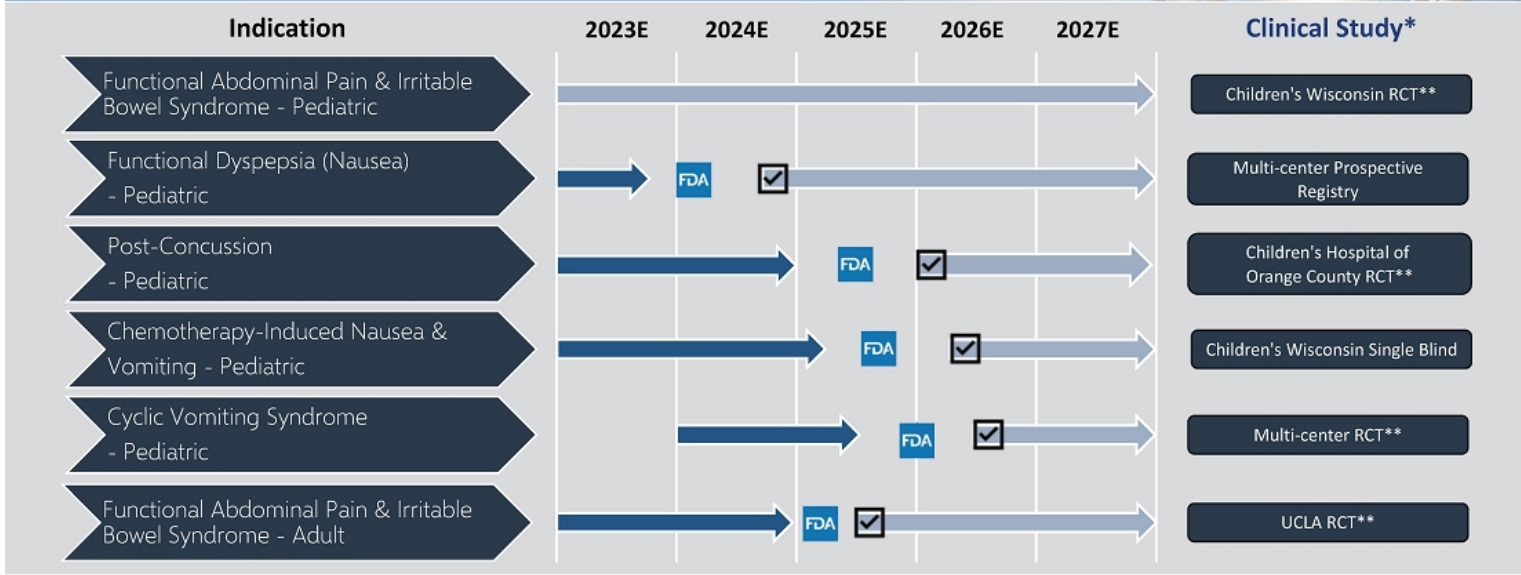 Indication
2023E 2024E 2025E 2026E 2027E
Clinical Study*
Functional Abdominal Pain & Irritable
Bowel Syndrome - Pediatric
Children's Wisconsin RCT**
Functional Dyspepsia (Nausea)
- Pediatric
FDA
Multi-center Prospective
Registry
Post-Concussion
- Pediatric
FDA
Children's Hospital of
Orange County RCT**
Chemotherapy-Induced Nausea &
Vomiting - Pediatric
FDA
Children's Wisconsin Single Blind
Cyclic Vomiting Syndrome
- Pediatric
FDA
Multi-center RCT**
Functional Abdominal Pain & Irritable
Bowel Syndrome - Adult
FDA
UCLA RCT**